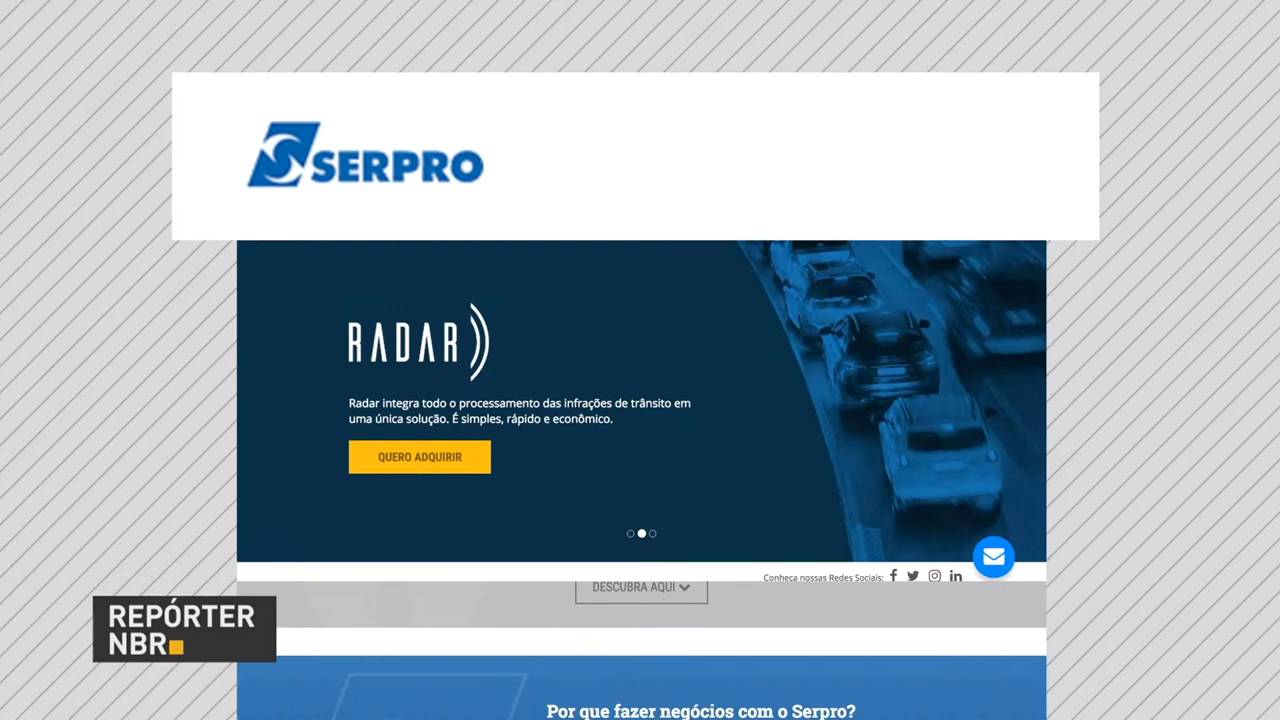 SERPRO
RADAR
Radar integra todo o processamento das infrações de trânsito em
uma única solução. É simples, rápido e econômico.
QUERO ADQUIRIR
Conheça nossas Redes Sociais:
DESCUBRA AQUI
REPÓRTER
NBR
Por que fazer negócios com o Serpro?